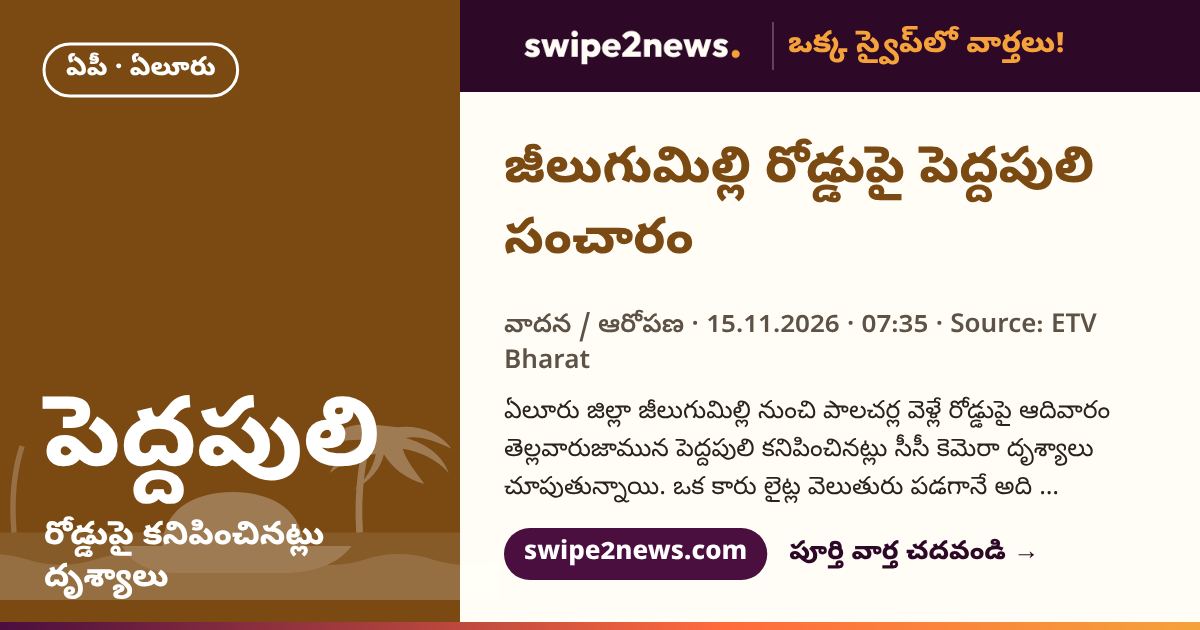 ఏపీ · ఏలూరు
పెద్దపులి
రోడ్డుపై కనిపించినట్లు
దృశ్యాలు
swipe2news.
ఒక్క స్వైప్‌లో వార్తలు!
జీలుగుమిల్లి రోడ్డుపై పెద్దపులి
సంచారం
వాదన / ఆరోపణ · 15.11.2026 · 07:35 · Source: ETV
Bharat
ఏలూరు జిల్లా జీలుగుమిల్లి నుంచి పాలచర్ల వెళ్లే రోడ్డుపై ఆదివారం
తెల్లవారుజామున పెద్దపులి కనిపించినట్లు సీసీ కెమెరా దృశ్యాలు
చూపుతున్నాయి. ఒక కారు లైట్ల వెలుతురు పడగానే అది ...
swipe2news.com
పూర్తి వార్త చదవండి →